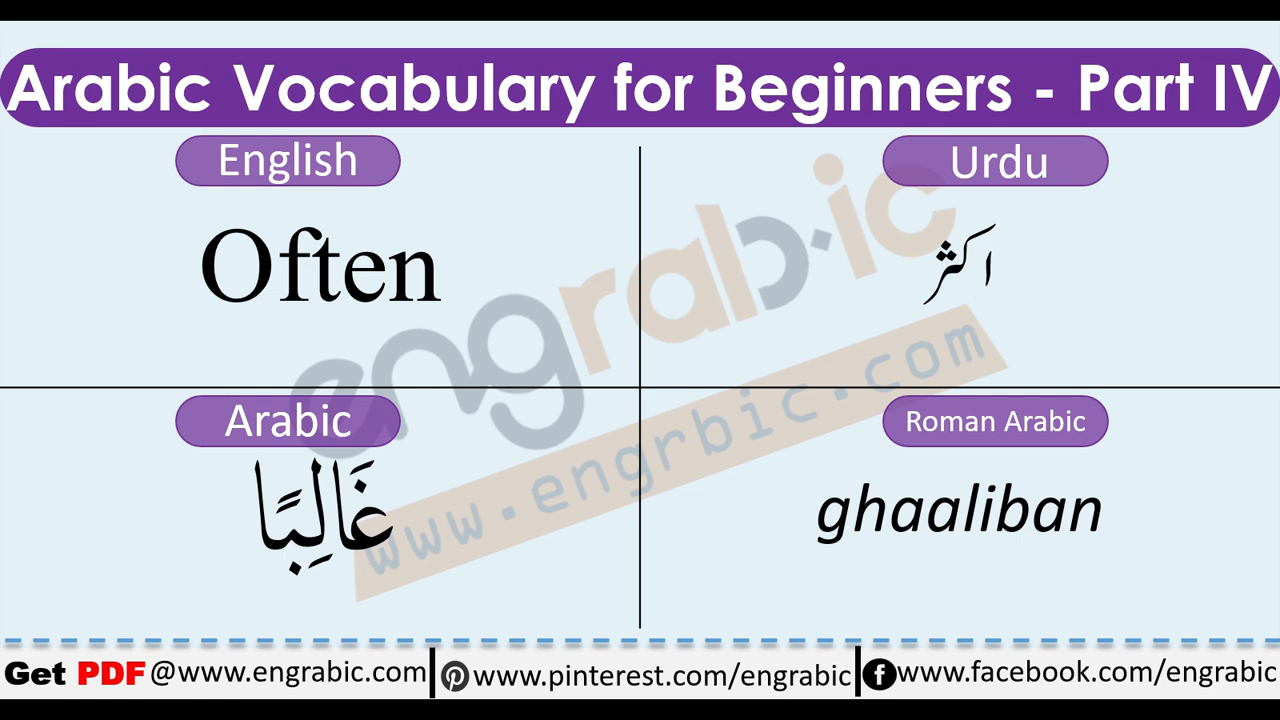 Arabic Vocabulary for Beginners - Part IV
English
Often
Urdu
اکثر
engrabic
www.engrbic.com
Arabic
غَالِبًا
Roman Arabic
ghaaliban
Get PDF @www.engrabic.com
www.pinterest.com/engrabic
www.facebook.com/engrabic